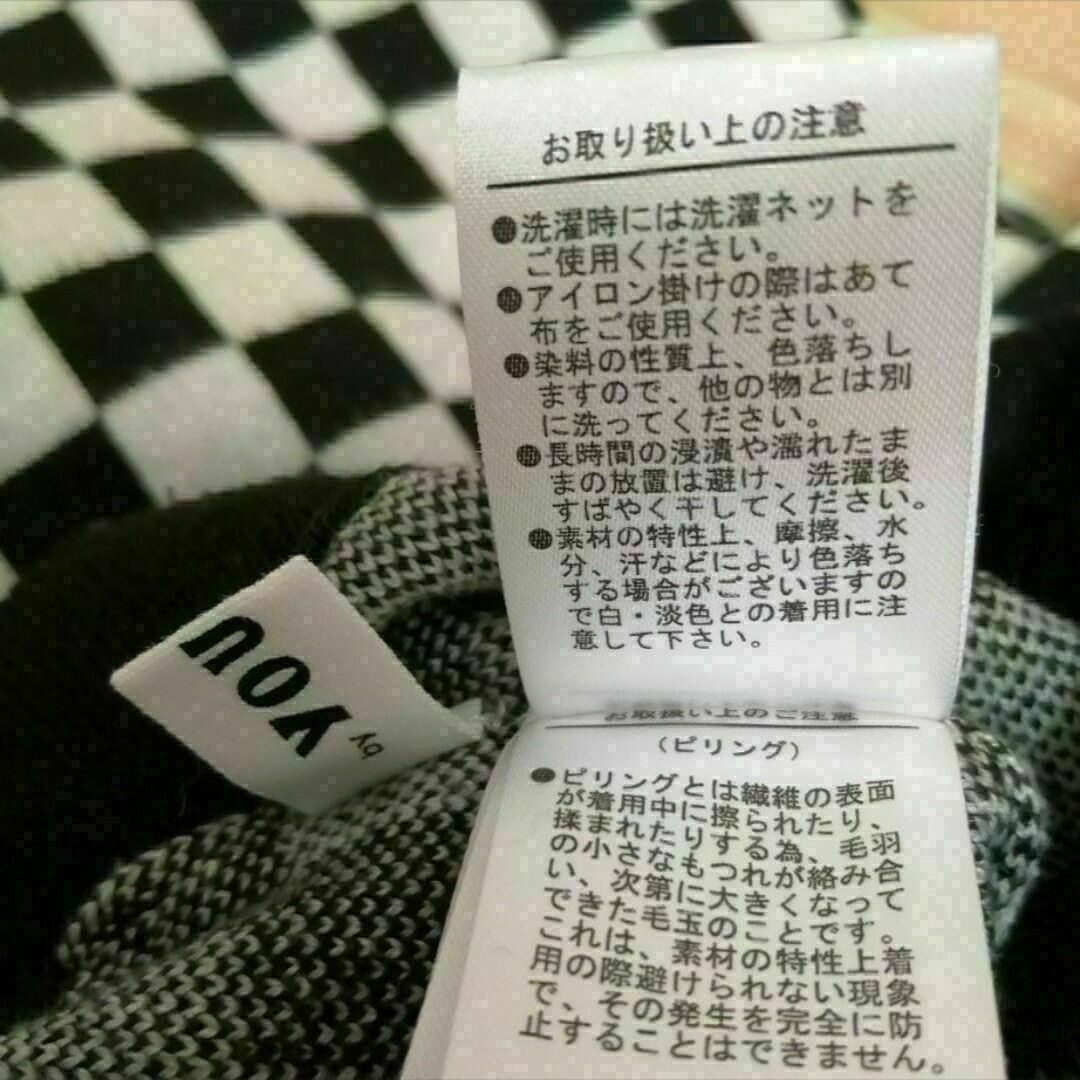 お取り扱い上の注意
●洗濯時には洗濯ネットを
ご使用ください。
●アイロン掛けの際はあて
布をご使用ください。
●染料の性質上、色落ちし
ますので、他の物とは別
に洗ってください。
●長時間の浸漬や濡れたま
まの放置は避け、洗濯後
すばやく干してください。
●素材の特性上、摩擦、水
分、汗などにより色落ち
する場合がございますの
で白・淡色との着用に注
意して下さい。
お取扱い上のご注意
(ピリング)
●ピリングとは繊維の表面
が着用中に擦られたり、
揉まれたりする為、毛羽
の小さなもつれが絡み合
い、次第に大きくなって
できた毛玉のことです。
これは、素材の特性上着
用の際避けられない現象
で、その発生を完全に防
止することはできません。
by
YOU